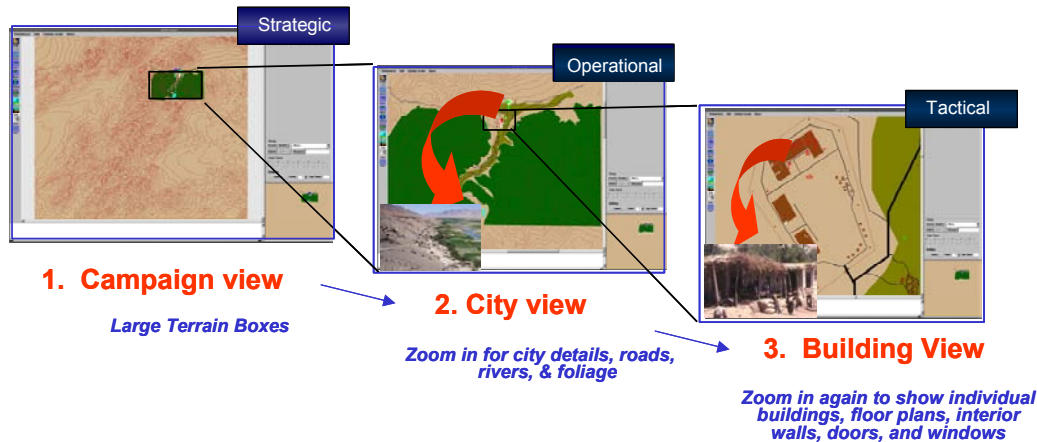 Strategic
Operational
Tactical
1. Campaign view
Large Terrain Boxes
2. City view
Zoom in for city details, roads,
rivers, & foliage
3. Building View
Zoom in again to show individual
buildings, floor plans, interior
walls, doors, and windows